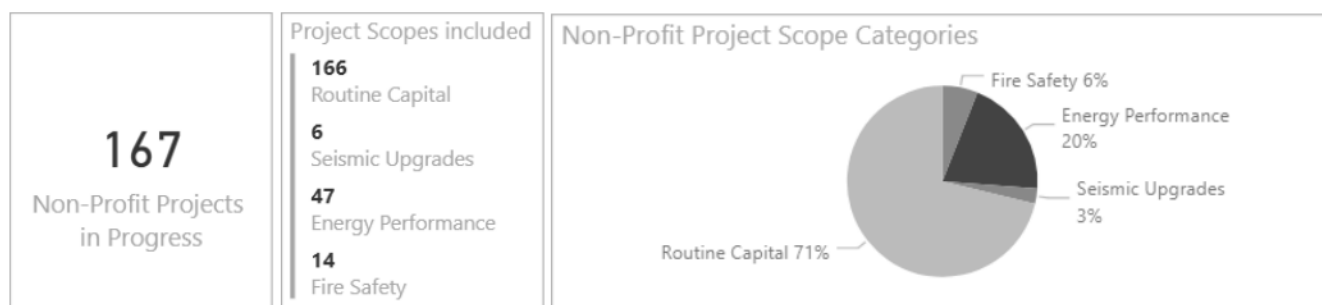 167
Non-Profit Projects
in Progress
Project Scopes included
166
Routine Capital
6
Seismic Upgrades
47
Energy Performance
14
Fire Safety
Non-Profit Project Scope Categories
Fire Safety 6%
Energy Performance
20%
Seismic Upgrades
3%
Routine Capital 71%